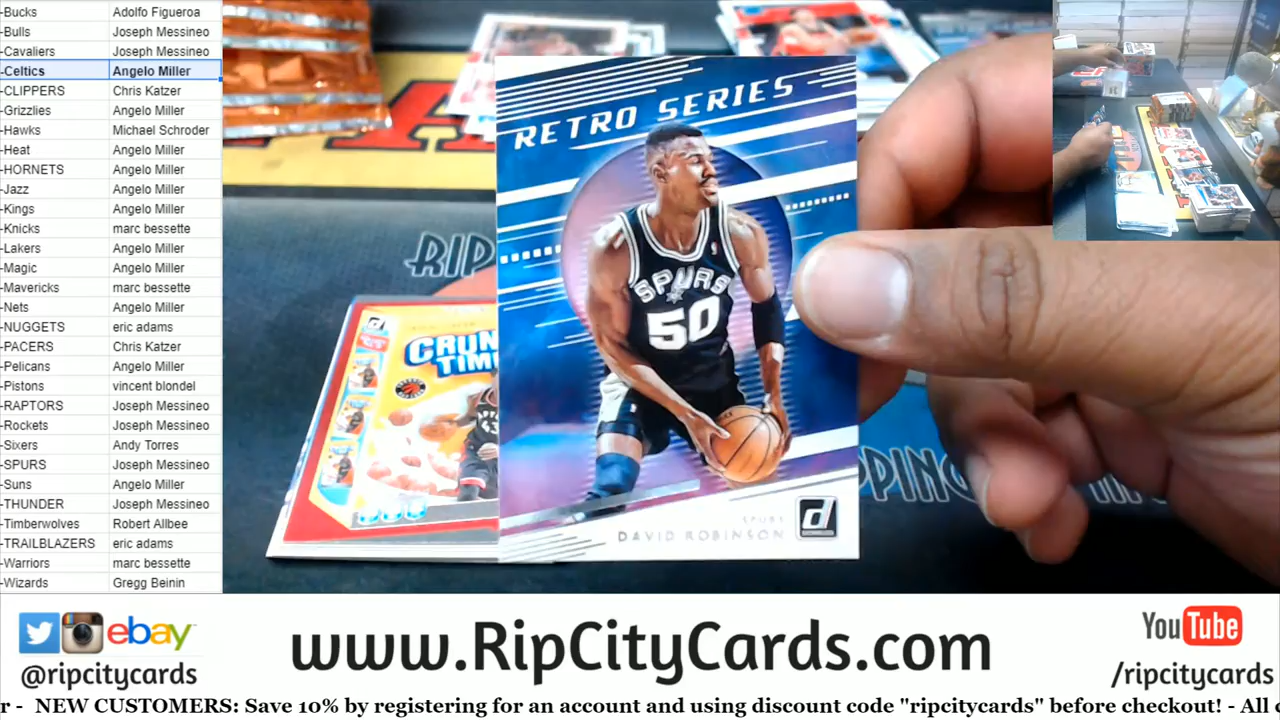 -Bucks Adolfo Figueroa
-Bulls Joseph Messineo
-Cavaliers Joseph Messineo
-Celtics Angelo Miller
-CLIPPERS Chris Katzer
-Grizzlies Angelo Miller
-Hawks Michael Schroder
-Heat Angelo Miller
-HORNETS Angelo Miller
-Jazz Angelo Miller
-Kings Angelo Miller
-Knicks marc bessette
-Lakers Angelo Miller
-Magic Angelo Miller
-Mavericks marc bessette
-Nets Angelo Miller
-NUGGETS eric adams
-PACERS Chris Katzer
-Pelicans Angelo Miller
-Pistons vincent blondel
-RAPTORS Joseph Messineo
-Rockets Joseph Messineo
-Sixers Andy Torres
-SPURS Joseph Messineo
-Suns Angelo Miller
-THUNDER Joseph Messineo
-Timberwolves Robert Allbee
-TRAILBLAZERS eric adams
-Warriors marc bessette
-Wizards Gregg Beinin
RETRO SERIES
SPURS
50
SPURS
DAVID ROBINSON
d
CRUN
TIM
RIP
PPING
ebay
@ripcitycards
www.RipCityCards.com
YouTube
/ripcitycards
r - NEW CUSTOMERS: Save 10% by registering for an account and using discount code "ripcitycards" before checkout! - All